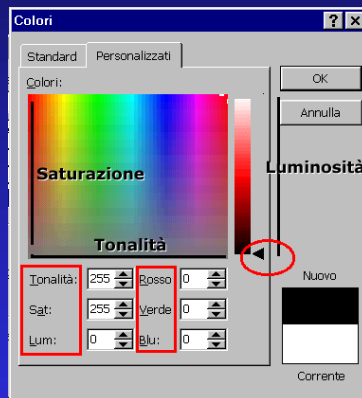 Colori
Standard Personalizzati
Colori:
OK
Annulla
Saturazione
Luminosità
Tonalità
Tonalità: 255 Rosso 0
Sat: 255 Verde 0
Lum: 0 Blu: 0
Nuovo
Corrente